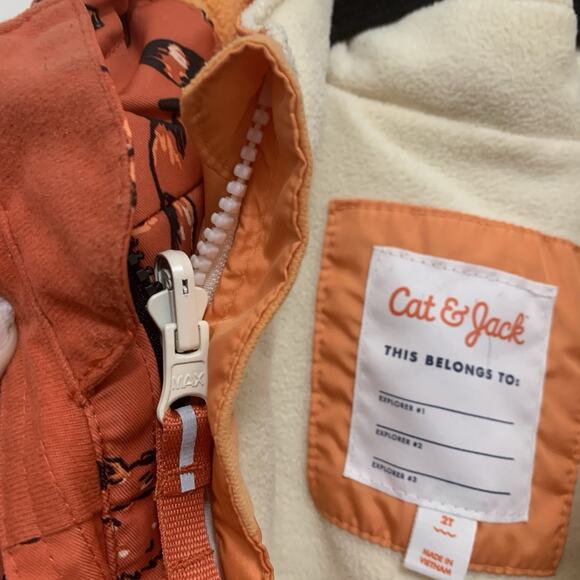 MAX
Cat & Jack
THIS BELONGS TO:
EXPLORER #1
EXPLORER #2
EXPLORER #3
2T
MADE IN
VIETNAM